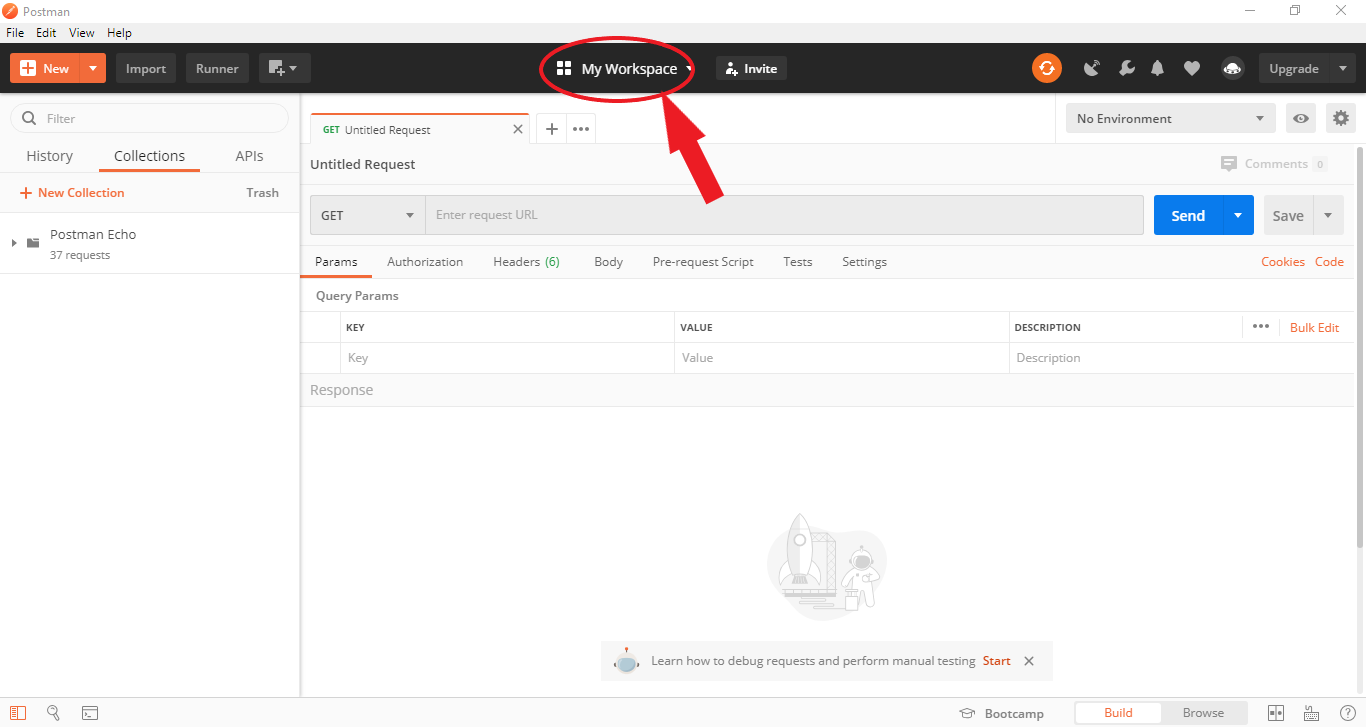 Postman
File Edit View Help
New Import Runner My Workspace Invite Upgrade
Filter
History Collections APIs
New Collection Trash
Postman Echo
37 requests
GET Untitled Request No Environment
Untitled Request Comments 0
GET Enter request URL Send Save
Params Authorization Headers (6) Body Pre-request Script Tests Settings Cookies Code
Query Params
KEY VALUE DESCRIPTION Bulk Edit
Key Value Description
Response
Learn how to debug requests and perform manual testing Start
Bootcamp Build Browse